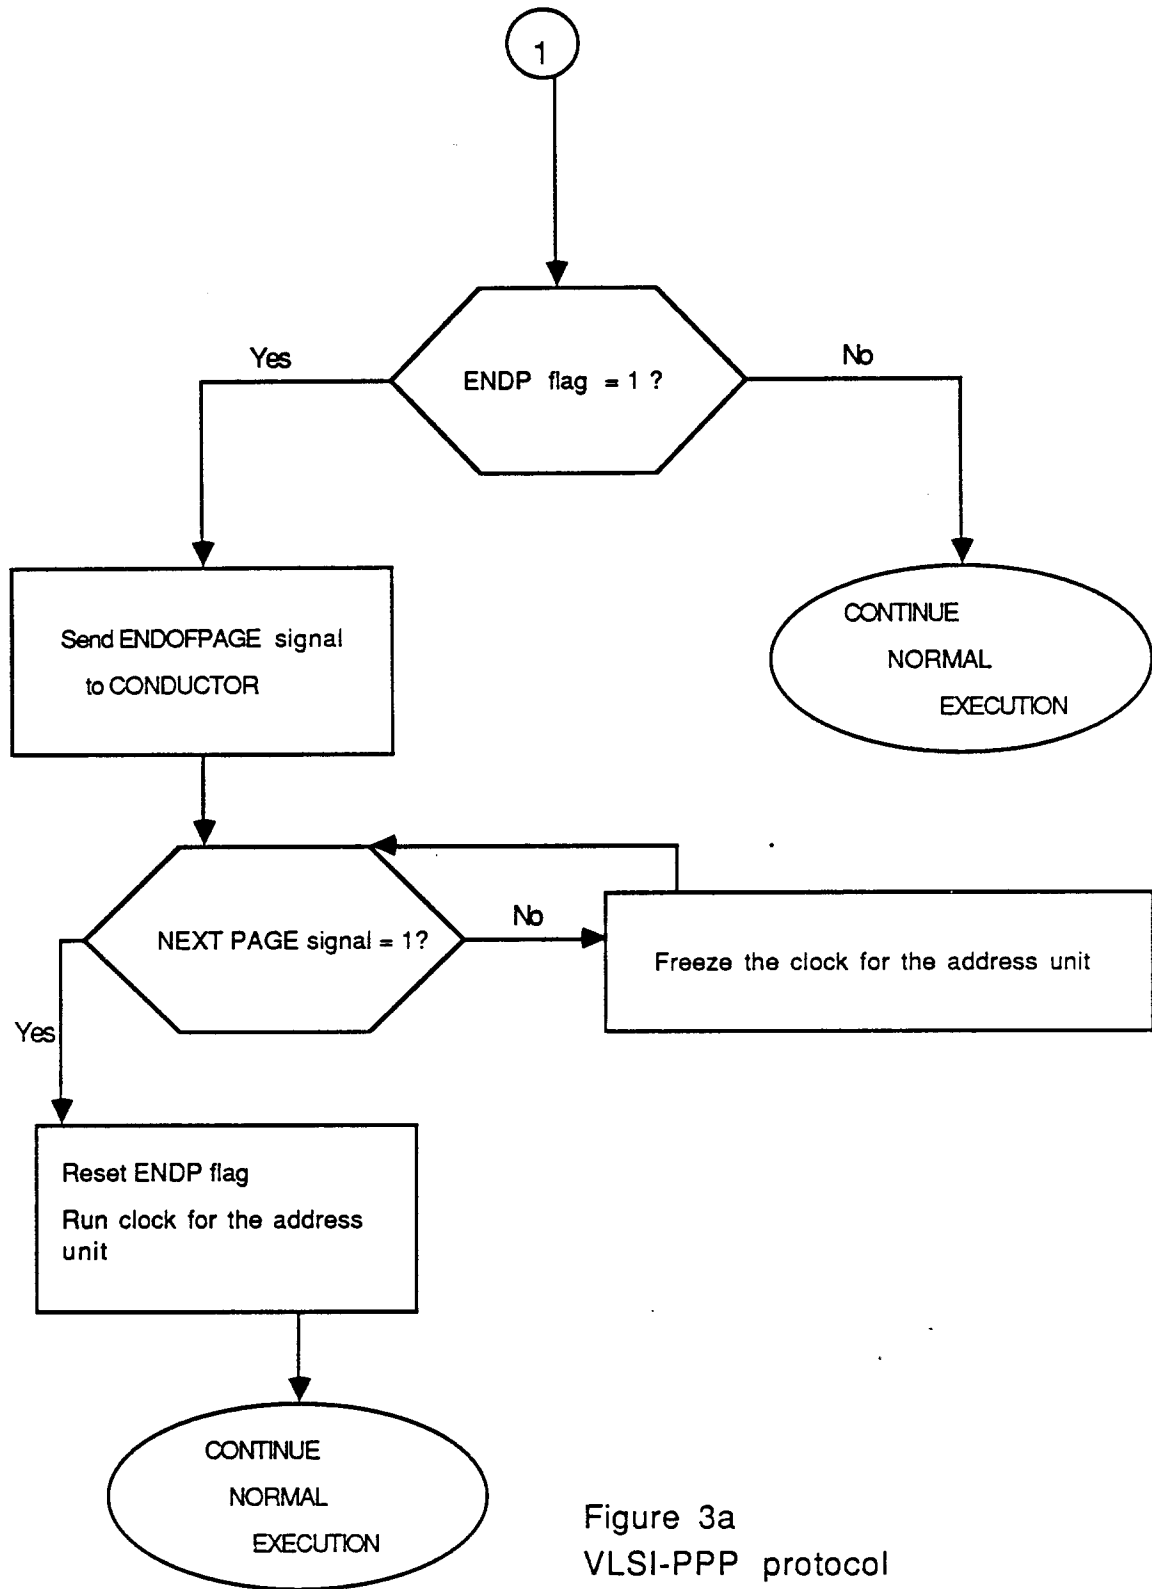 1
ENDP flag = 1 ?
Yes
No
Send ENDOFPAGE signal
to CONDUCTOR
CONTINUE
NORMAL
EXECUTION
NEXT PAGE signal = 1?
No
Freeze the clock for the address unit
Yes
Reset ENDP flag
Run clock for the address
unit
CONTINUE
NORMAL
EXECUTION
Figure 3a
VLSI-PPP protocol